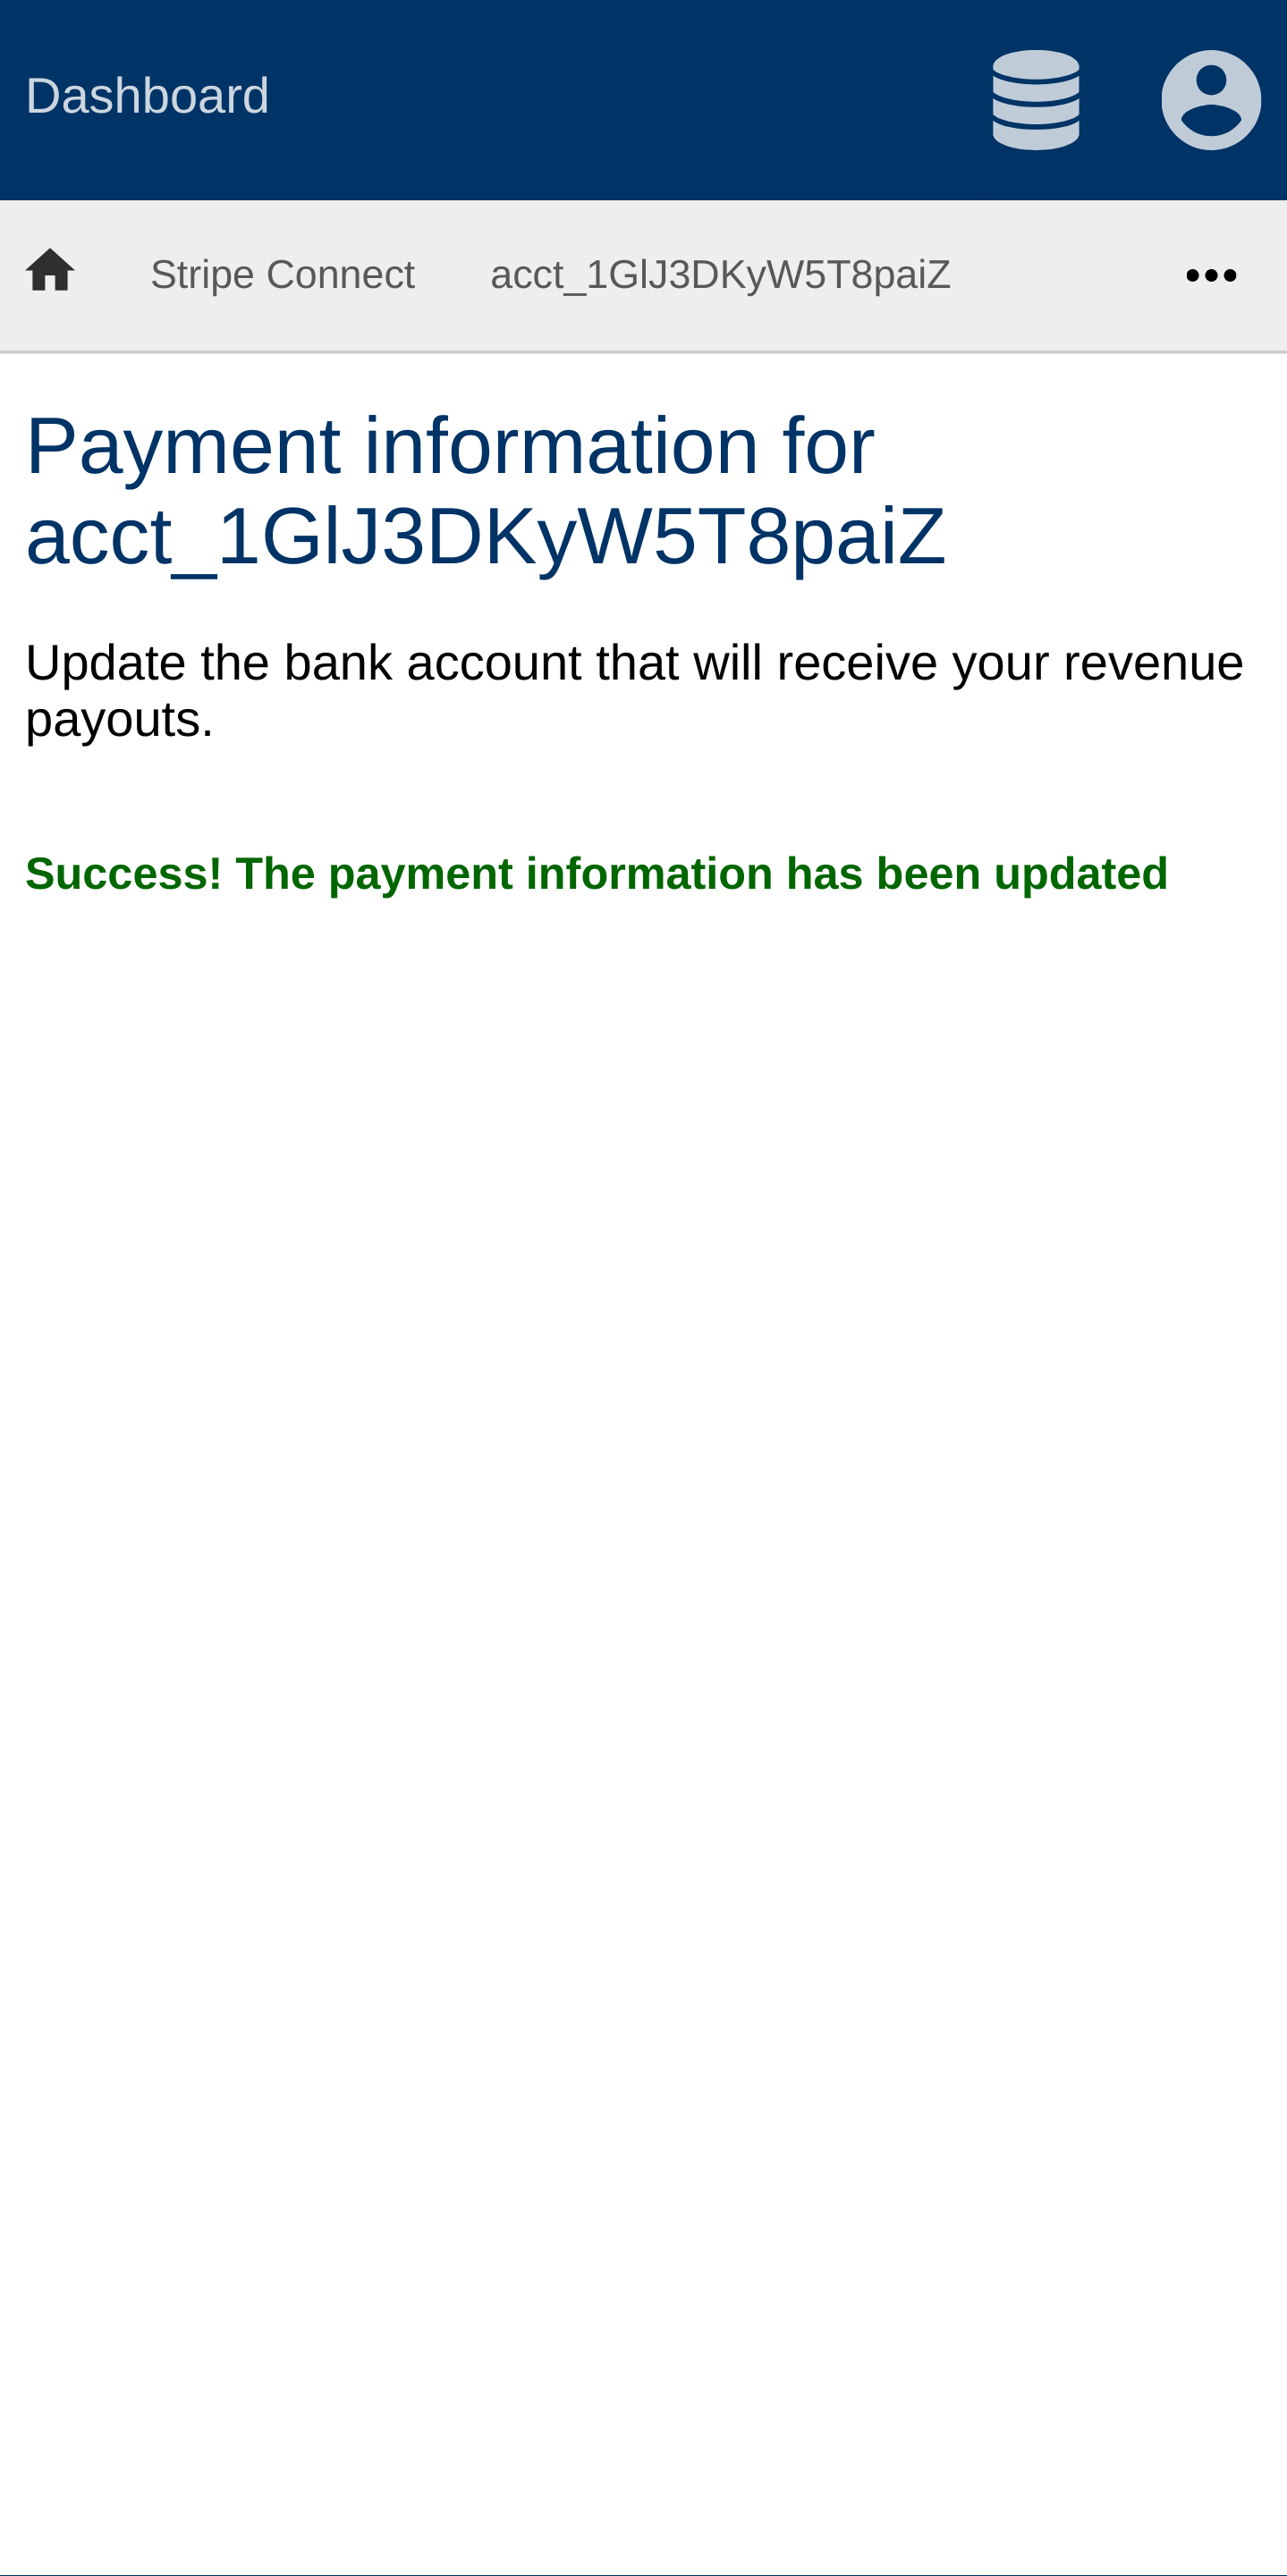 Dashboard
Stripe Connect acct_1GlJ3DKyW5T8paiZ
Payment information for
acct_1GlJ3DKyW5T8paiZ
Update the bank account that will receive your revenue
payouts.
Success! The payment information has been updated